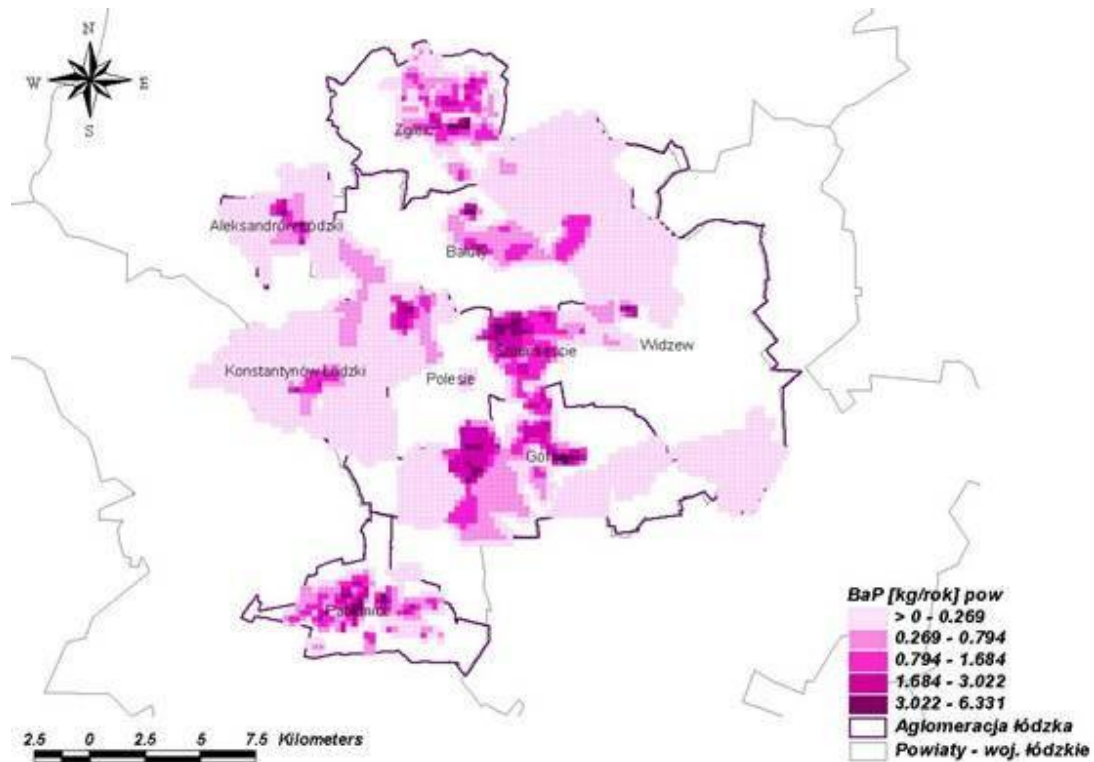 N
W E
S
Zgierz
Aleksandrów Łódzki
Bałuty
Śródmieście
Widzew
Konstantynów Łódzki
Polesie
Górna
Pabianice
BaP [kg/rok] pow
> 0 - 0.269
0.269 - 0.794
0.794 - 1.684
1.684 - 3.022
3.022 - 6.331
Aglomeracja łódzka
Powiaty - woj. łódzkie
2.5 0 2.5 5 7.5 Kilometers